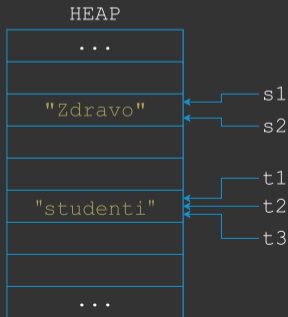 HEAP
...
"Zdravo"
s1
s2
t1
"studenti"
t2
t3
...